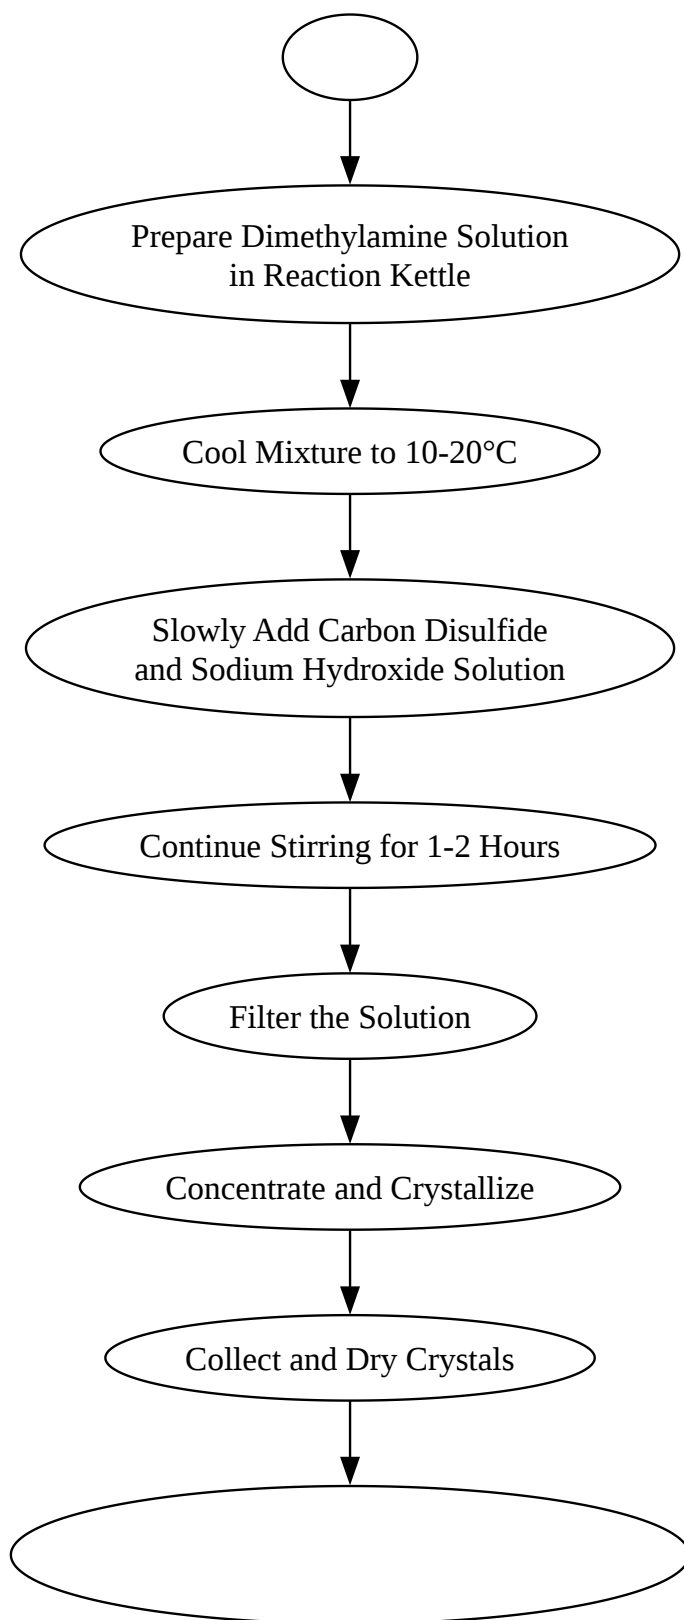 Prepare Dimethylamine Solution
in Reaction Kettle
Cool Mixture to 10-20°C
Slowly Add Carbon Disulfide
and Sodium Hydroxide Solution
Continue Stirring for 1-2 Hours
Filter the Solution
Concentrate and Crystallize
Collect and Dry Crystals